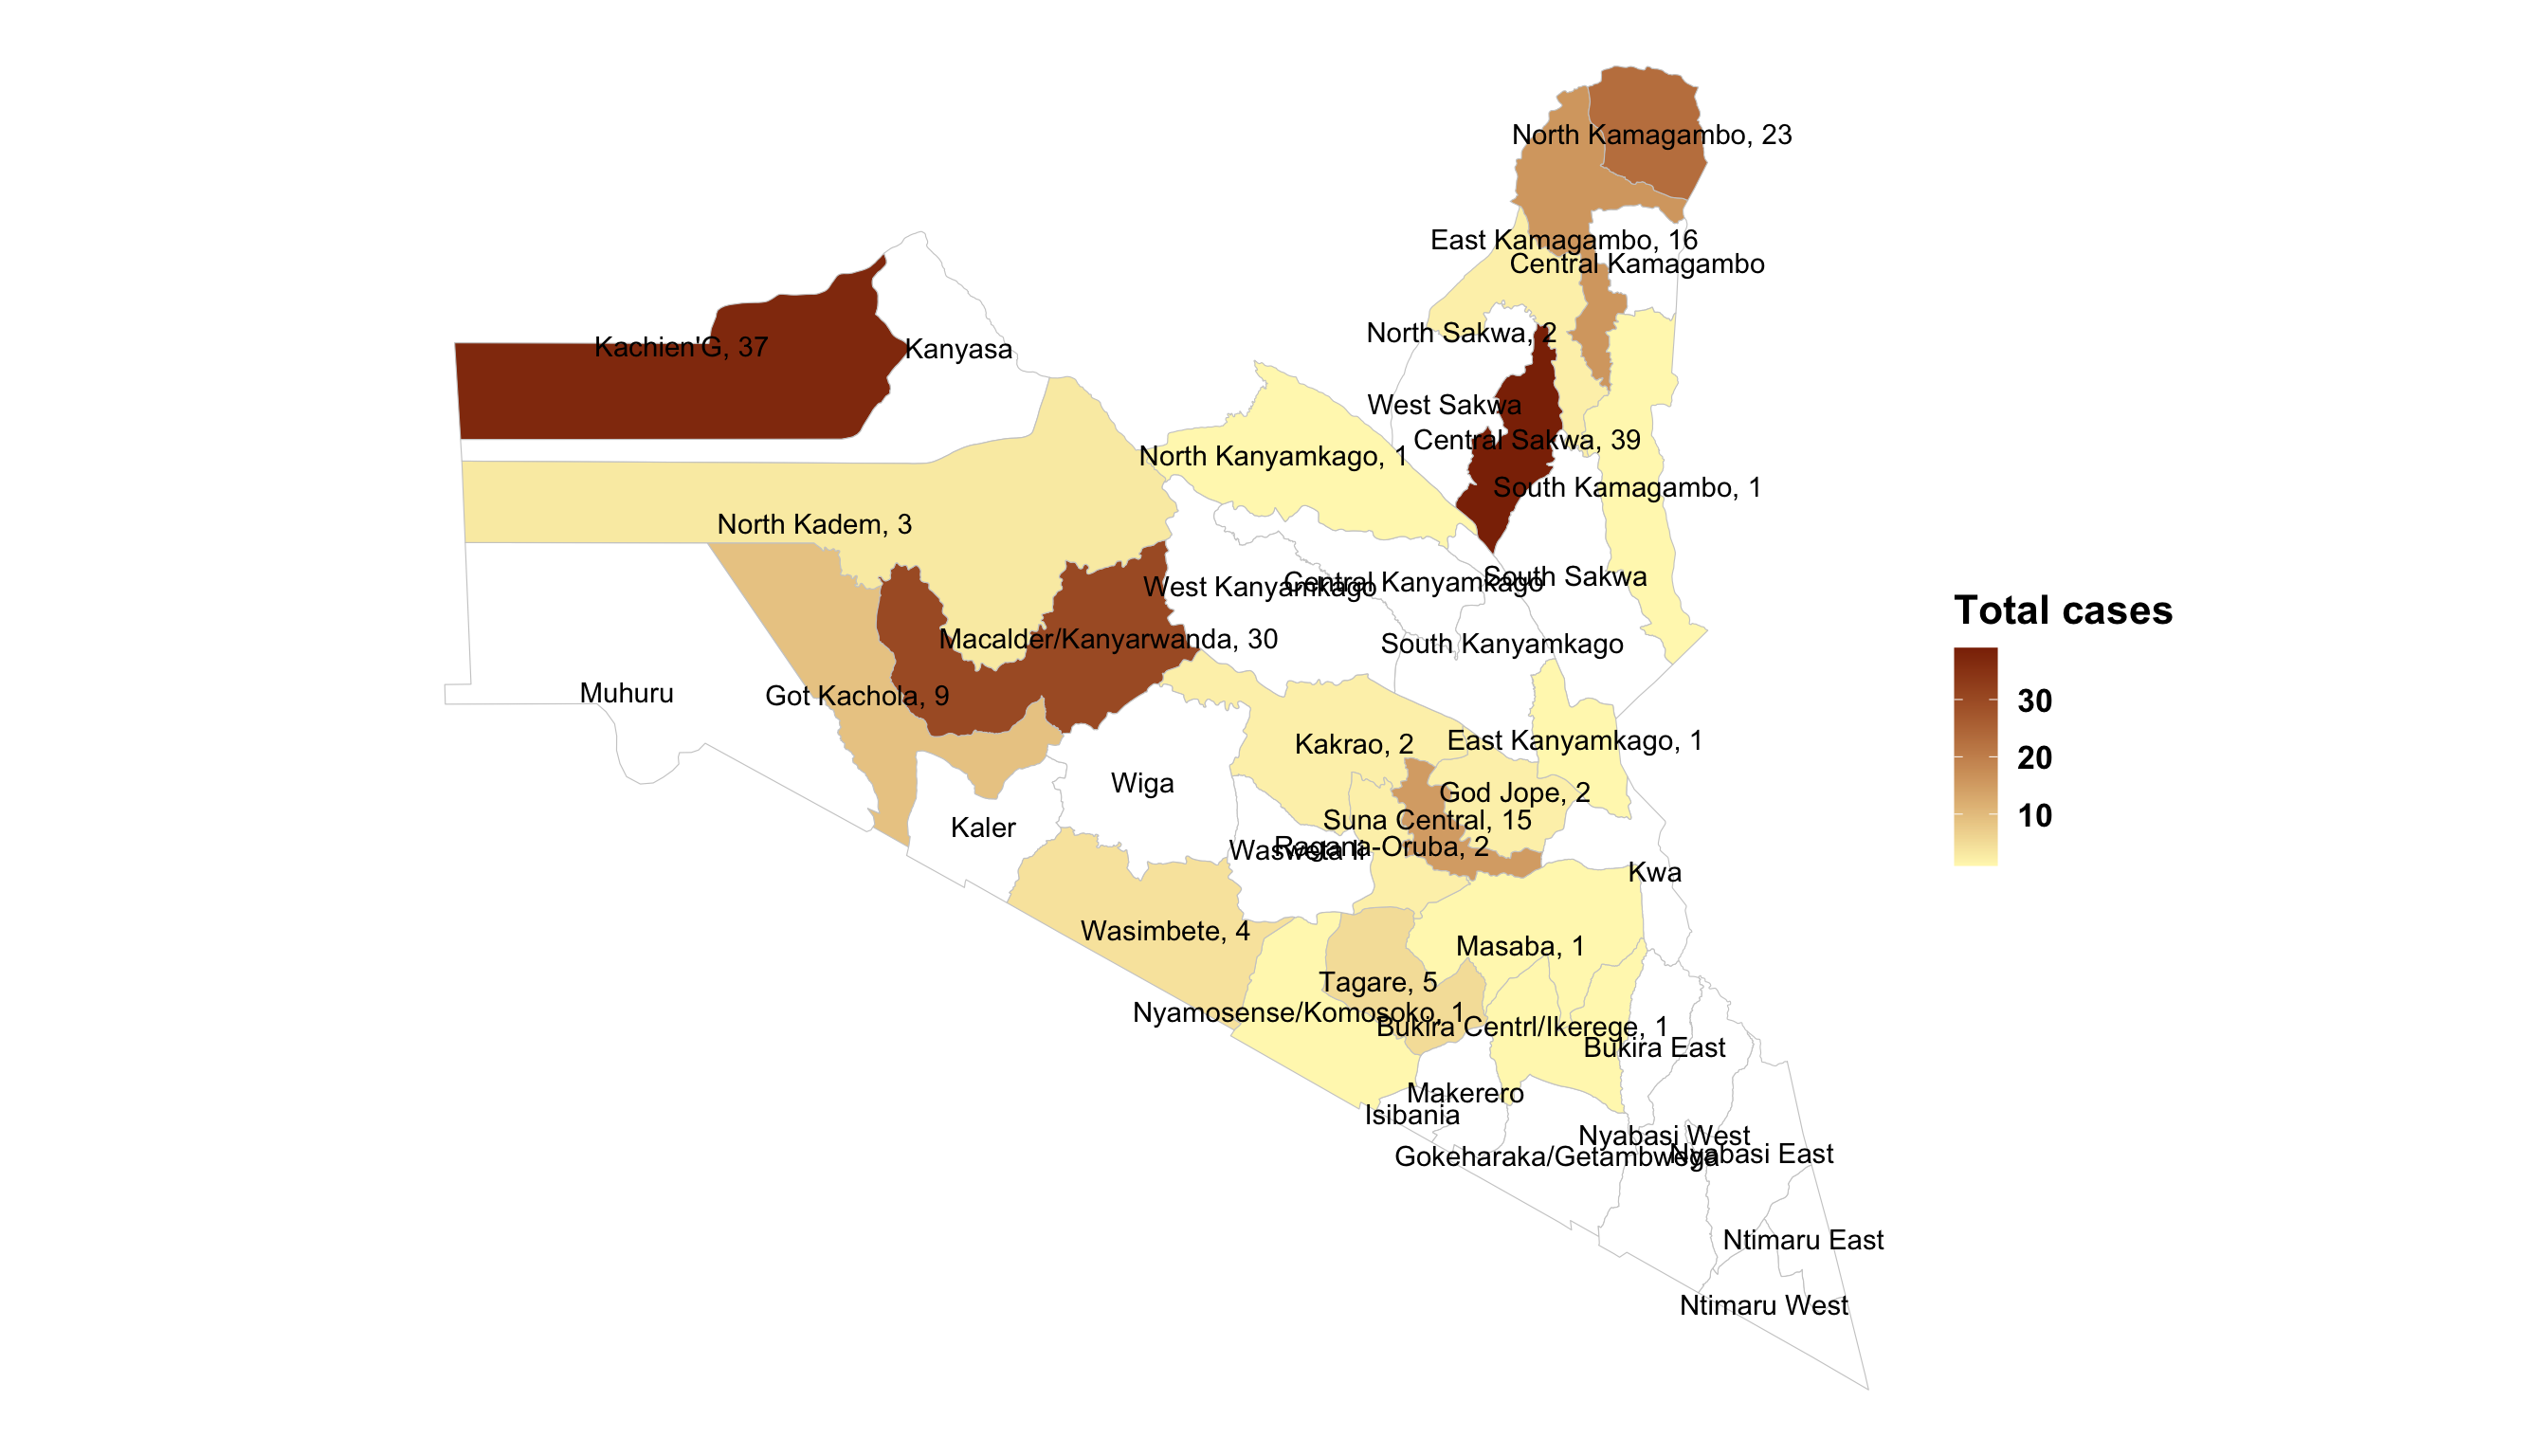 North Kamagambo, 23
East Kamagambo, 16
Central Kamagambo
North Sakwa, 2
Kachien'G, 37
Kanyasa
West Sakwa
Central Sakwa, 39
North Kanyamkago, 1
South Kamagambo, 1
North Kadem, 3
South Sakwa
Central Kanyamkago
West Kanyamkago
Macalder/Kanyarwanda, 30
South Kanyamkago
Muhuru
Got Kachola, 9
Kakrao, 2
East Kanyamkago, 1
Wiga
God Jope, 2
Suna Central, 15
Kaler
Ragana-Oruba, 2
Wasweta Ii
Kwa
Wasimbete, 4
Masaba, 1
Tagare, 5
Nyamosense/Komosoko, 1
Bukira Centrl/Ikerege, 1
Bukira East
Makerero
Isibania
Nyabasi West
Nyabasi East
Gokeharaka/Getambwega
Ntimaru East
Ntimaru West
Total cases
30
20
10